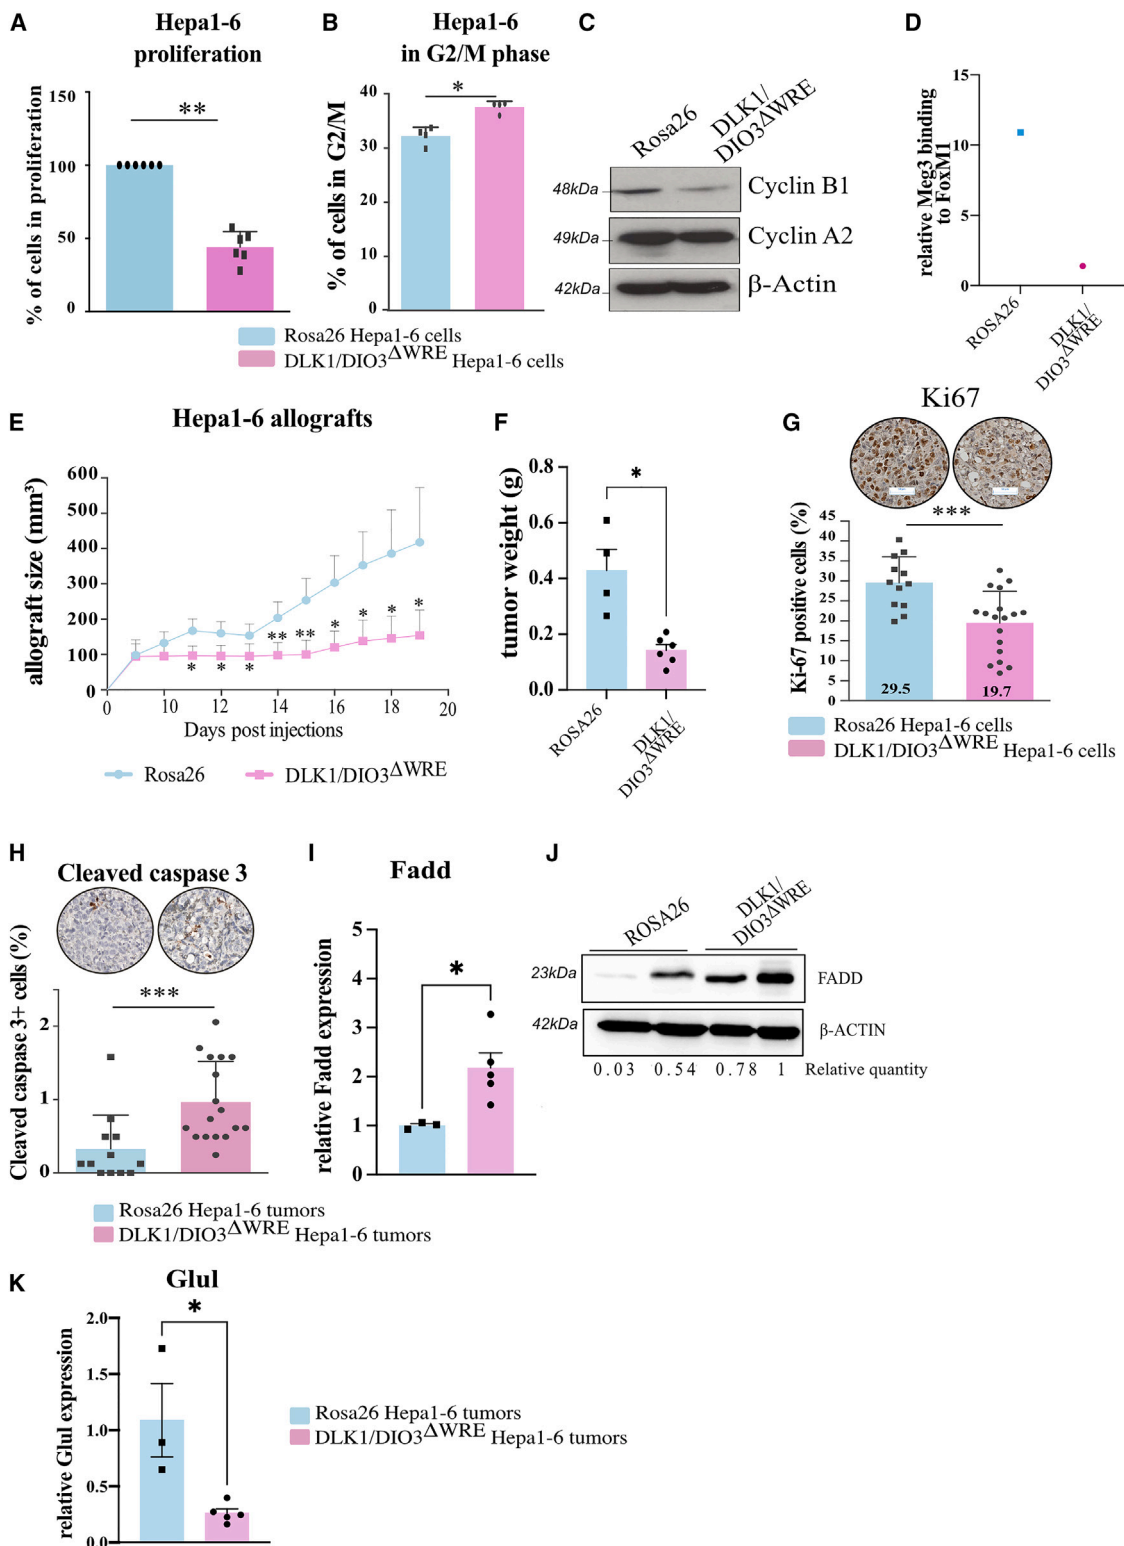 A
Hepa1-6
proliferation
% of cells in proliferation
150
100
50
0
**
B
Hepa1-6
in G2/M phase
% of cells in G2/M
40
30
20
10
0
*
Rosa26 Hepa1-6 cells
DLK1/DIO3ΔWRE Hepa1-6 cells
C
Rosa26
DLK1/
DIO3ΔWRE
48kDa
Cyclin B1
49kDa
Cyclin A2
42kDa
β-Actin
D
relative Meg3 binding
to FoxM1
15
10
5
0
ROSA26
DLK1/
DIO3ΔWRE
E
Hepa1-6 allografts
allograft size (mm³)
600
400
300
200
100
0
* * * ** ** * * * *
0 10 12 14 16 18 20
Days post injections
Rosa26
DLK1/DIO3ΔWRE
F
tumor weight (g)
0.8
0.6
0.4
0.2
0.0
*
ROSA26
DLK1/
DIO3ΔWRE
G
Ki67
Ki-67 positive cells (%)
45
40
35
30
25
20
15
10
5
0
***
29.5
19.7
Rosa26 Hepa1-6 cells
DLK1/DIO3ΔWRE Hepa1-6 cells
H
Cleaved caspase 3
Cleaved caspase 3+ cells (%)
2
1
0
***
Rosa26 Hepa1-6 tumors
DLK1/DIO3ΔWRE Hepa1-6 tumors
I
Fadd
relative Fadd expression
5
4
3
2
1
0
*
J
ROSA26
DLK1/
DIO3ΔWRE
23kDa
FADD
42kDa
β-ACTIN
0.03 0.54 0.78 1 Relative quantity
K
Glul
relative Glul expression
2.0
1.5
1.0
0.5
0.0
*
Rosa26 Hepa1-6 tumors
DLK1/DIO3ΔWRE Hepa1-6 tumors